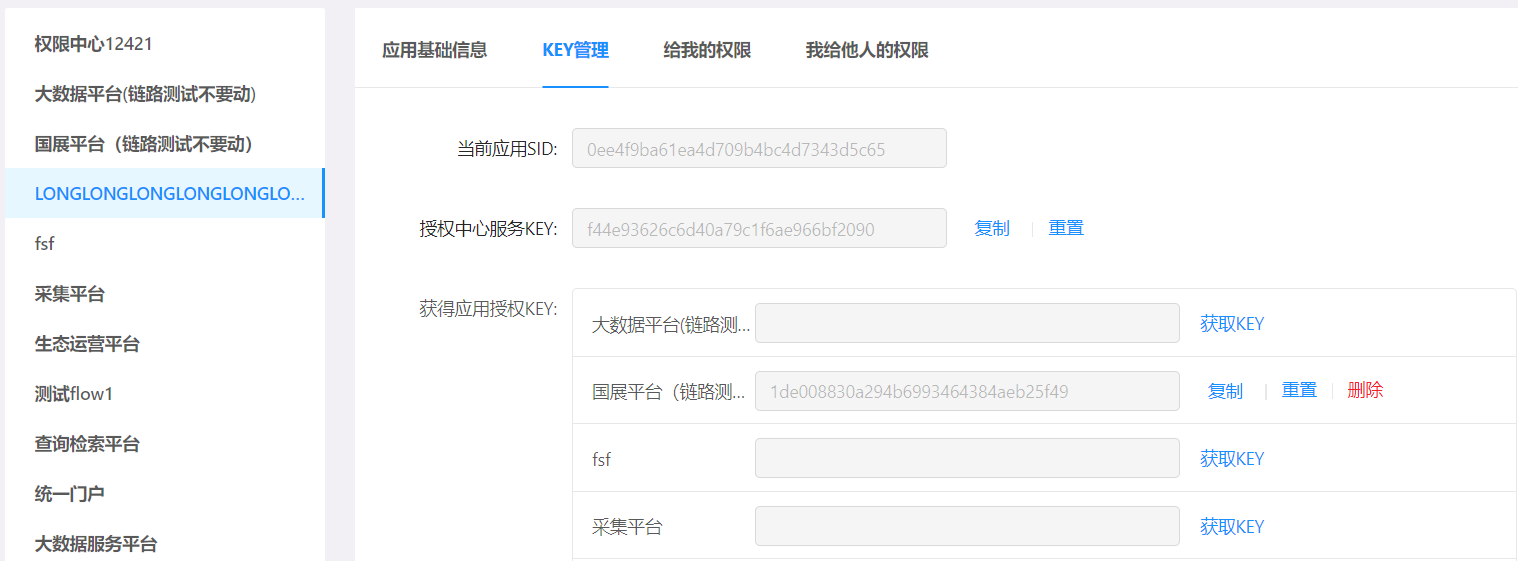 权限中心12421
大数据平台(链路测试不要动)
国展平台（链路测试不要动）
LONGLONGLONGLONGLONGLO...
fsf
采集平台
生态运营平台
测试flow1
查询检索平台
统一门户
大数据服务平台
应用基础信息 KEY管理 给我的权限 我给他人的权限
当前应用SID: 0ee4f9ba61ea4d709b4bc4d7343d5c65
授权中心服务KEY: f44e93626c6d40a79c1f6ae966bf2090 复制 重置
获得应用授权KEY:
大数据平台(链路测... 获取KEY
国展平台（链路测... 1de008830a294b6993464384aeb25f49 复制 重置 删除
fsf 获取KEY
采集平台 获取KEY